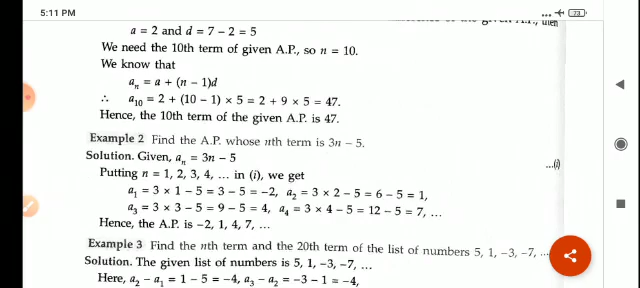 5:11 PM
... 73
the given A.P., then
a = 2 and d = 7 − 2 = 5
We need the 10th term of given A.P., so n = 10.
We know that
aₙ = a + (n − 1)d
∴ a₁₀ = 2 + (10 − 1) × 5 = 2 + 9 × 5 = 47.
Hence, the 10th term of the given A.P. is 47.
Example 2 Find the A.P. whose nth term is 3n − 5.
Solution. Given, aₙ = 3n − 5 ...(i)
Putting n = 1, 2, 3, 4, ... in (i), we get
a₁ = 3 × 1 − 5 = 3 − 5 = −2, a₂ = 3 × 2 − 5 = 6 − 5 = 1,
a₃ = 3 × 3 − 5 = 9 − 5 = 4, a₄ = 3 × 4 − 5 = 12 − 5 = 7, ...
Hence, the A.P. is −2, 1, 4, 7, ...
Example 3 Find the nth term and the 20th term of the list of numbers 5, 1, −3, −7, ...
Solution. The given list of numbers is 5, 1, −3, −7, ...
Here, a₂ − a₁ = 1 − 5 = −4, a₃ − a₂ = −3 − 1 = −4,